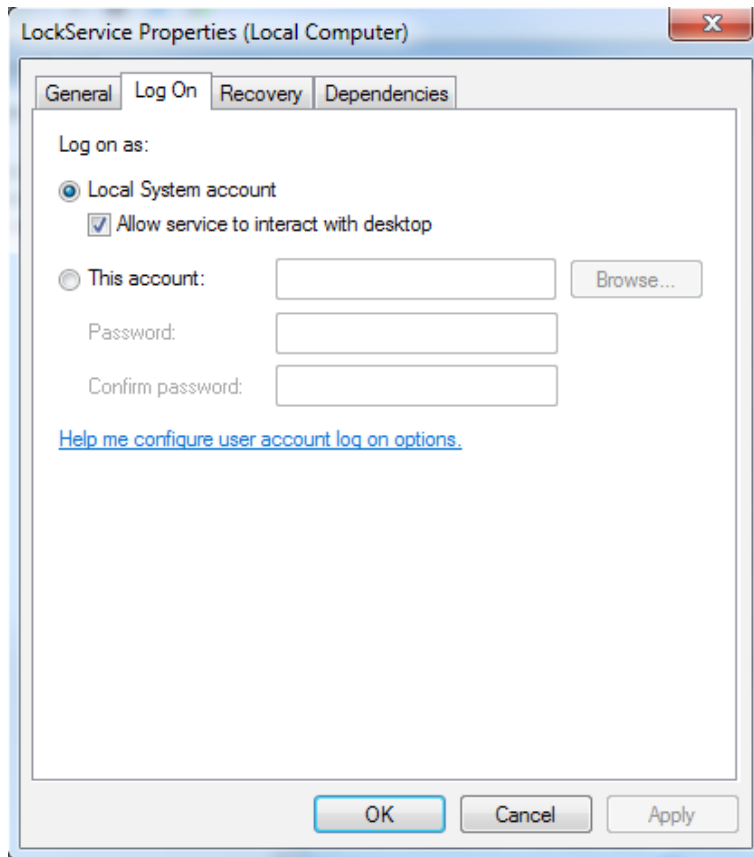 LockService Properties (Local Computer)
General Log On Recovery Dependencies
Log on as:
Local System account
Allow service to interact with desktop
This account: Browse...
Password:
Confirm password:
Help me configure user account log on options.
OK Cancel Apply